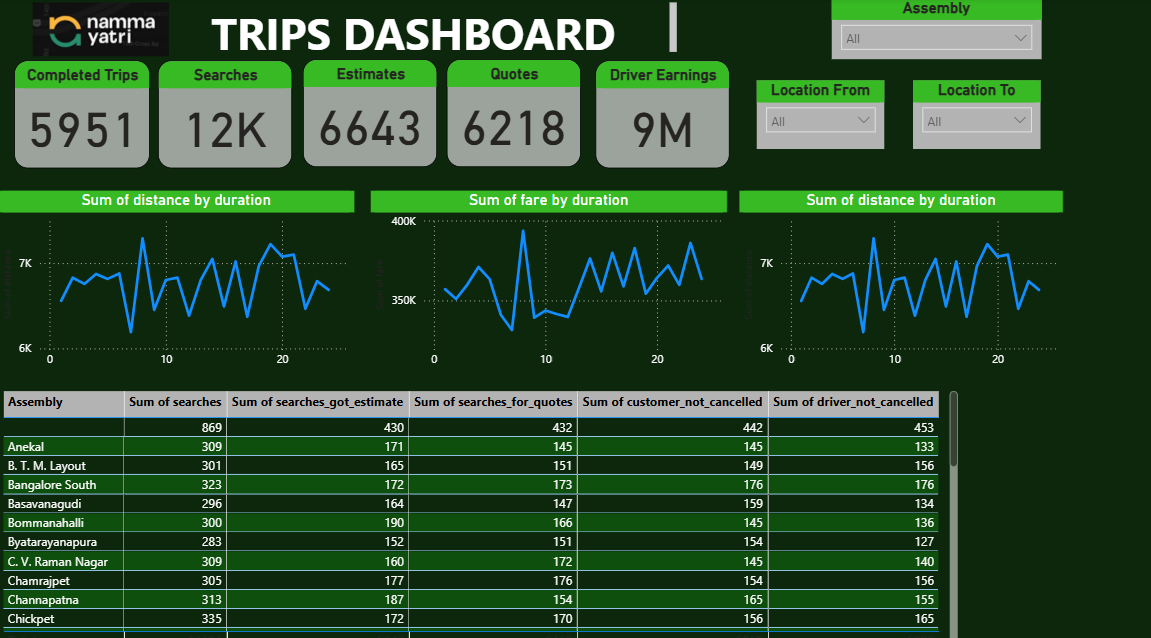 namma
yatri
TRIPS DASHBOARD
Assembly
All
Completed Trips
5951
Searches
12K
Estimates
6643
Quotes
6218
Driver Earnings
9M
Location From
All
Location To
All
Sum of distance by duration
7K
6K
0 10 20
Sum of fare by duration
400K
350K
0 10 20
Sum of distance by duration
7K
6K
0 10 20
Assembly Sum of searches Sum of searches_got_estimate Sum of searches_for_quotes Sum of customer_not_cancelled Sum of driver_not_cancelled
869 430 432 442 453
Anekal 309 171 145 145 133
B. T. M. Layout 301 165 151 149 156
Bangalore South 323 172 173 176 176
Basavanagudi 296 164 147 159 134
Bommanahalli 300 190 166 145 136
Byatarayanapura 283 152 151 154 127
C. V. Raman Nagar 309 160 172 145 140
Chamrajpet 305 177 176 154 156
Channapatna 313 187 154 165 155
Chickpet 335 172 170 156 165